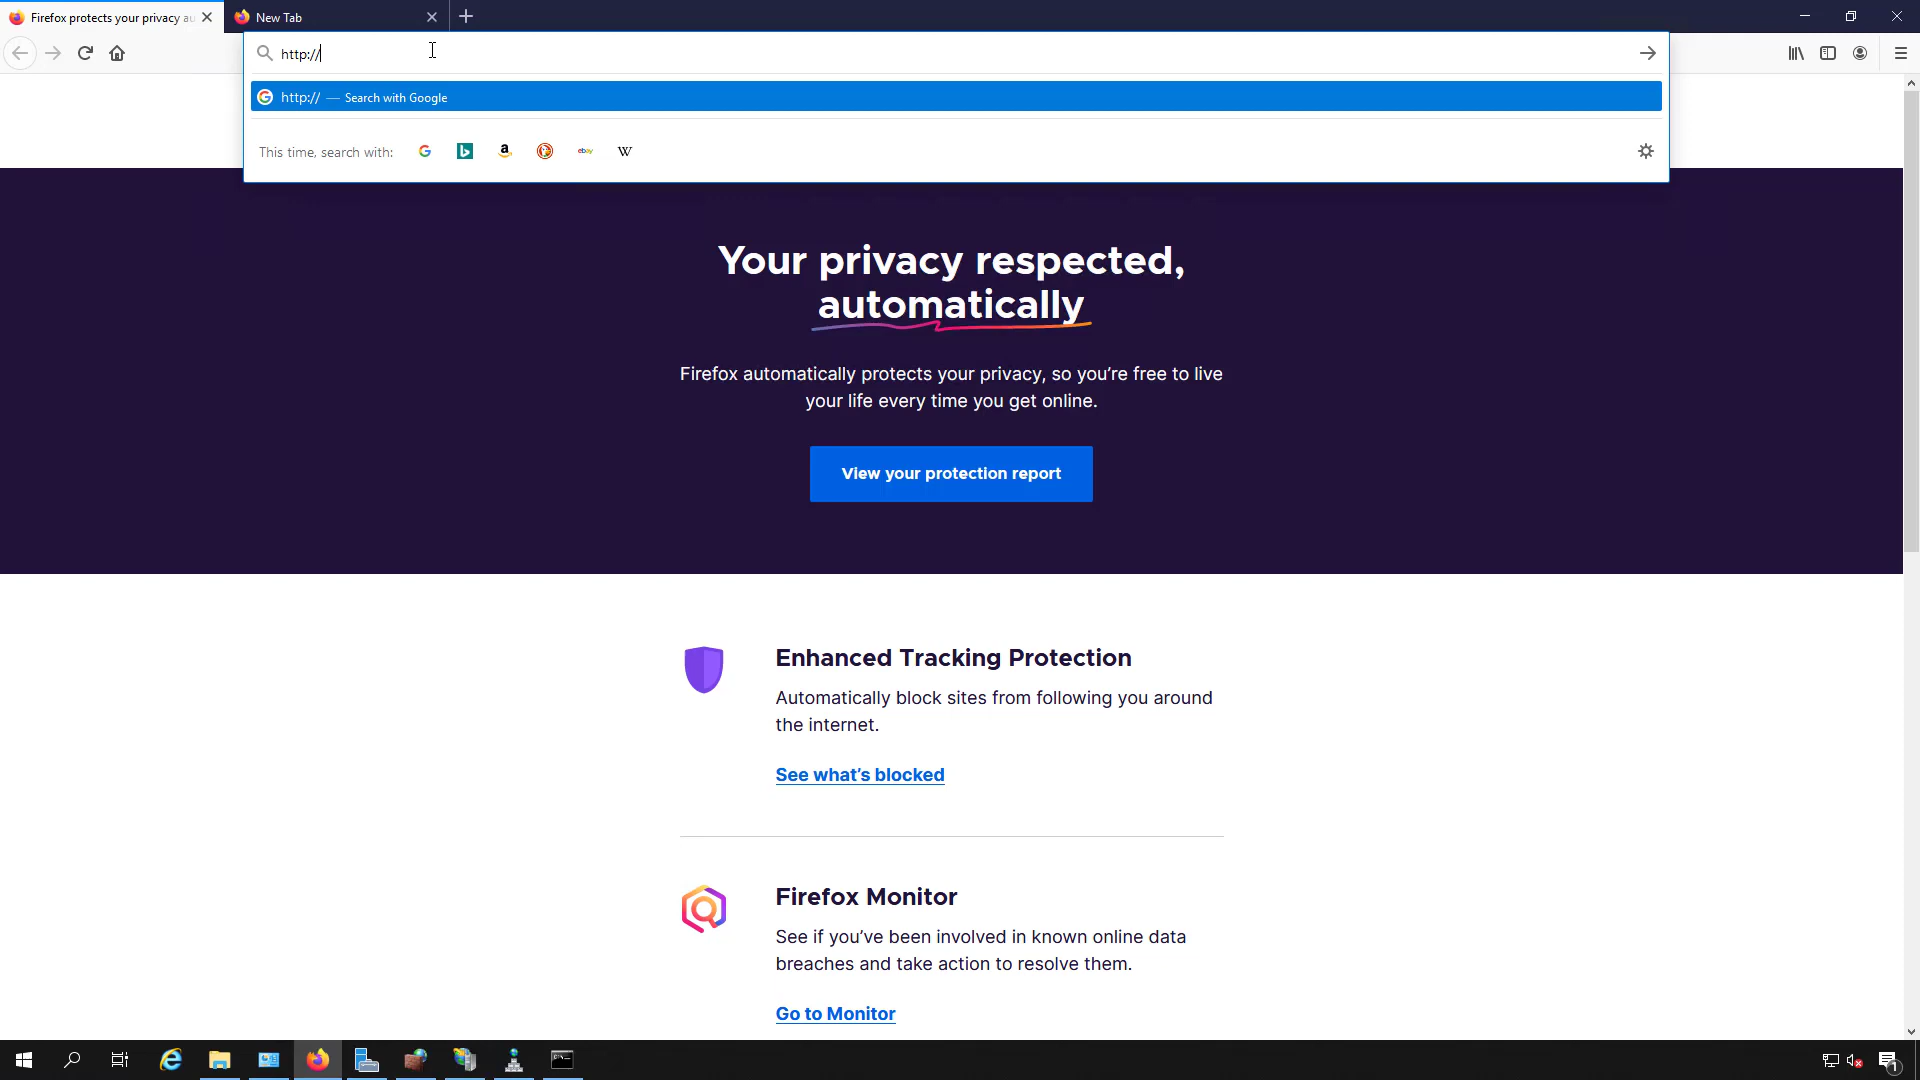 Firefox protects your privacy au
New Tab
http://
http:// — Search with Google
This time, search with:
ebay
W
Your privacy respected,
automatically
Firefox automatically protects your privacy, so you’re free to live
your life every time you get online.
View your protection report
Enhanced Tracking Protection
Automatically block sites from following you around
the internet.
See what’s blocked
Firefox Monitor
See if you’ve been involved in known online data
breaches and take action to resolve them.
Go to Monitor
1